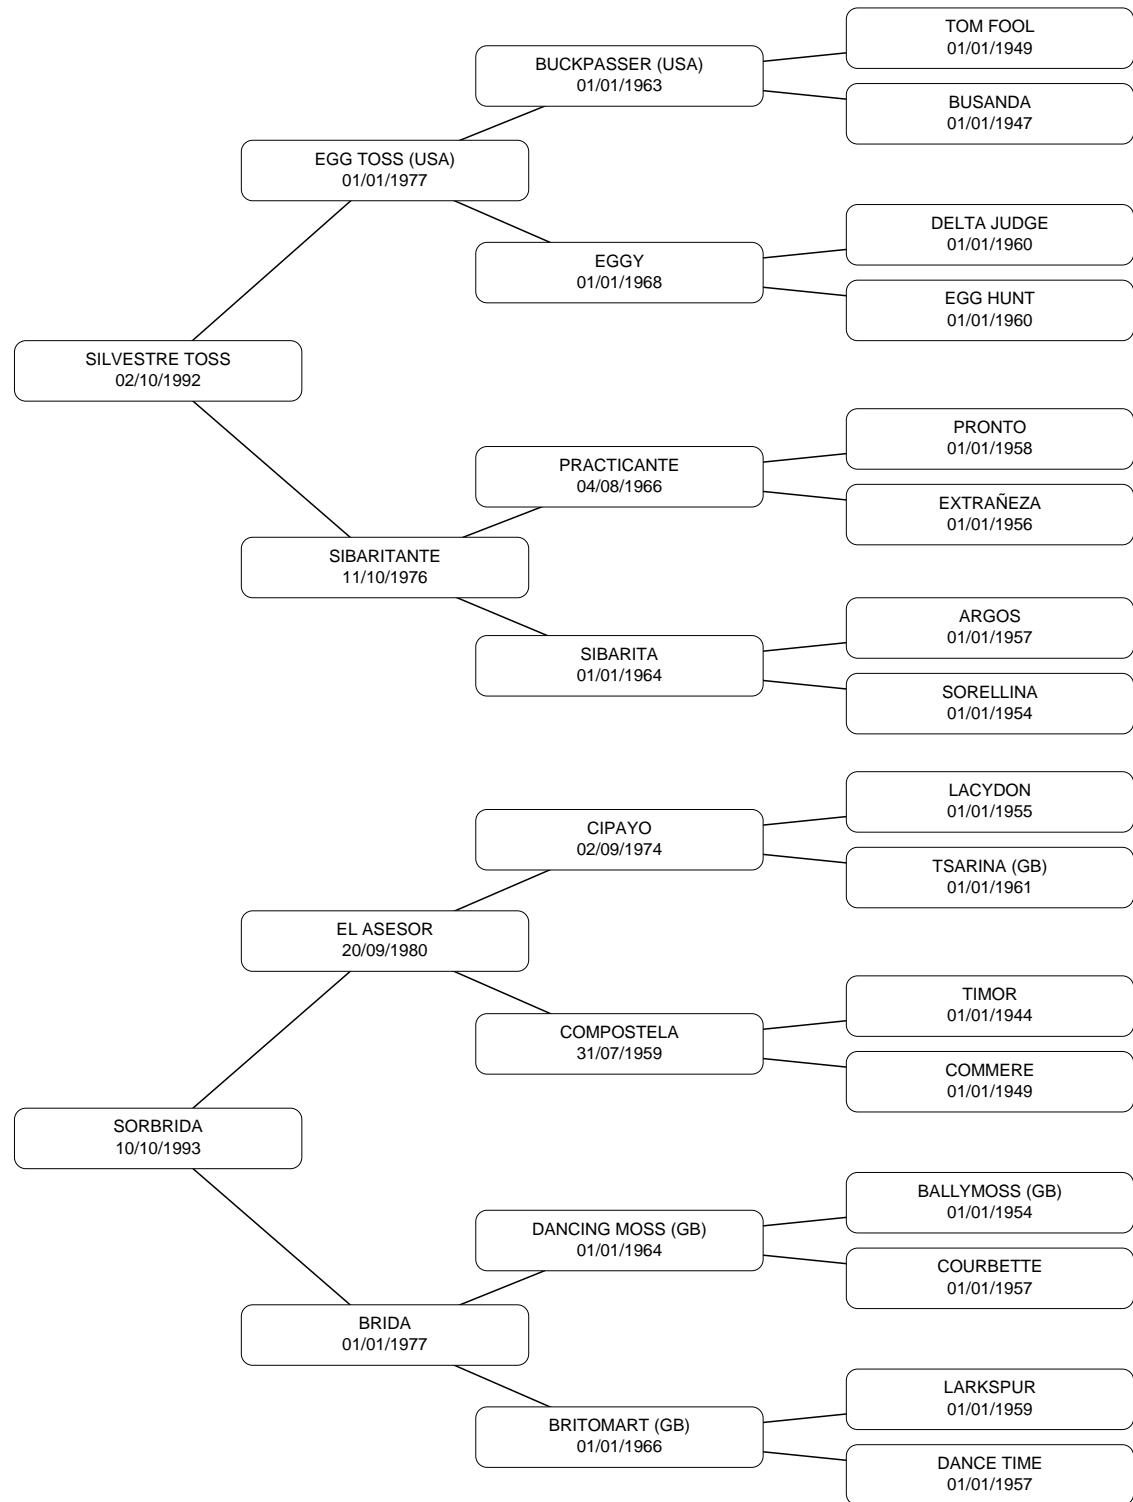 TOM FOOL
01/01/1949
BUCKPASSER (USA)
01/01/1963
BUSANDA
01/01/1947
EGG TOSS (USA)
01/01/1977
DELTA JUDGE
01/01/1960
EGGY
01/01/1968
EGG HUNT
01/01/1960
SILVESTRE TOSS
02/10/1992
PRONTO
01/01/1958
PRACTICANTE
04/08/1966
EXTRAÑEZA
01/01/1956
SIBARITANTE
11/10/1976
ARGOS
01/01/1957
SIBARITA
01/01/1964
SORELLINA
01/01/1954
LACYDON
01/01/1955
CIPAYO
02/09/1974
TSARINA (GB)
01/01/1961
EL ASESOR
20/09/1980
TIMOR
01/01/1944
COMPOSTELA
31/07/1959
COMMERE
01/01/1949
SORBRIDA
10/10/1993
BALLYMOSS (GB)
01/01/1954
DANCING MOSS (GB)
01/01/1964
COURBETTE
01/01/1957
BRIDA
01/01/1977
LARKSPUR
01/01/1959
BRITOMART (GB)
01/01/1966
DANCE TIME
01/01/1957